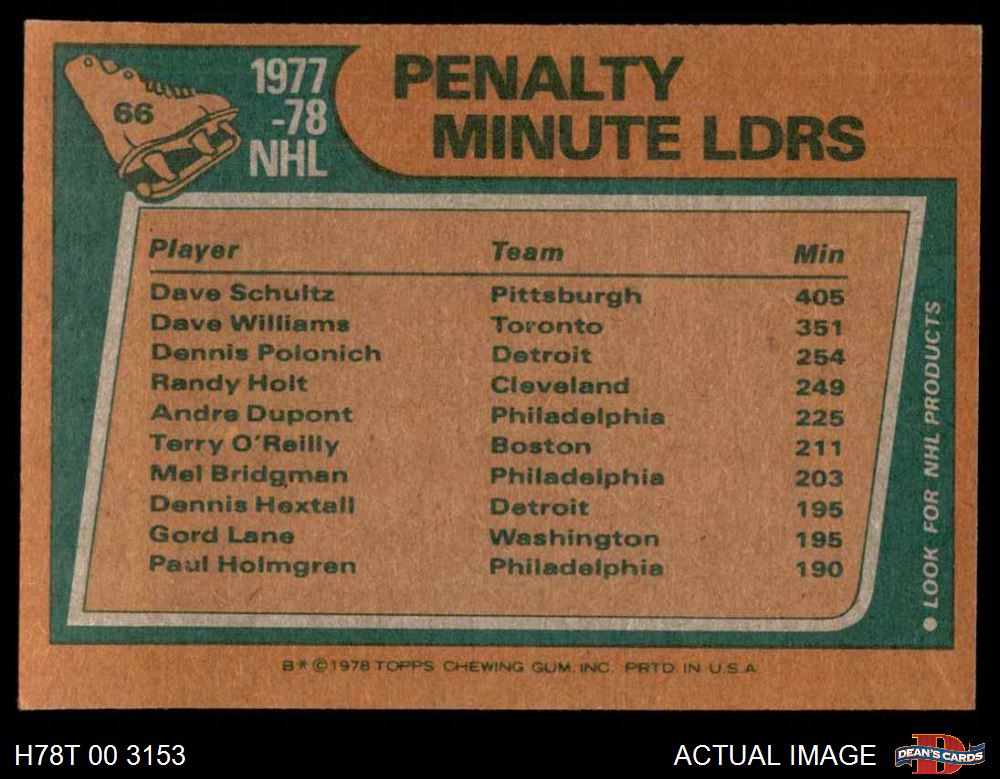 66
1977
-78
NHL
PENALTY
MINUTE LDRS
Player Team Min
Dave Schultz Pittsburgh 405
Dave Williams Toronto 351
Dennis Polonich Detroit 254
Randy Holt Cleveland 249
Andre Dupont Philadelphia 225
Terry O'Reilly Boston 211
Mel Bridgman Philadelphia 203
Dennis Hextall Detroit 195
Gord Lane Washington 195
Paul Holmgren Philadelphia 190
● LOOK FOR NHL PRODUCTS
B*©1978 TOPPS CHEWING GUM, INC. PRTD. IN U.S.A.
H78T 00 3153
ACTUAL IMAGE
D
DEAN'S CARDS